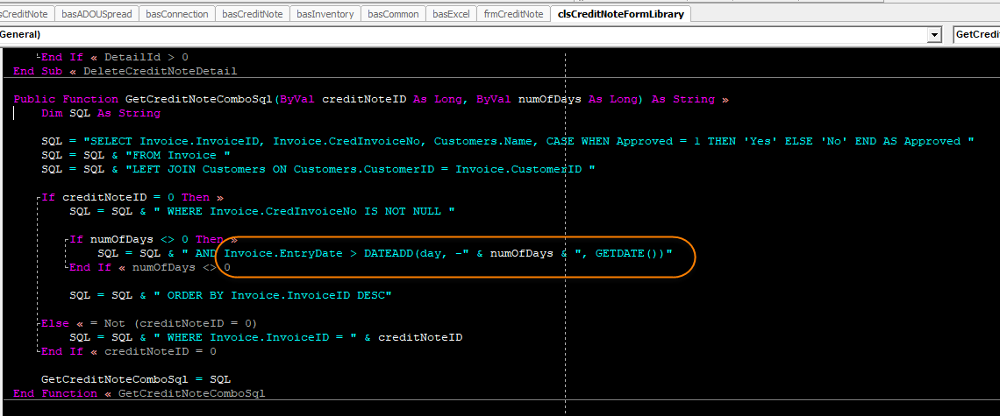 sCreditNote basADOUSpread basConnection basCreditNote basInventory basCommon basExcel frmCreditNote clsCreditNoteFormLibrary
General) GetCredi
End If « DetailId > 0
End Sub « DeleteCreditNoteDetail
Public Function GetCreditNoteComboSql(ByVal creditNoteID As Long, ByVal numOfDays As Long) As String »
Dim SQL As String
SQL = "SELECT Invoice.InvoiceID, Invoice.CredInvoiceNo, Customers.Name, CASE WHEN Approved = 1 THEN 'Yes' ELSE 'No' END AS Approved "
SQL = SQL & "FROM Invoice "
SQL = SQL & "LEFT JOIN Customers ON Customers.CustomerID = Invoice.CustomerID "
If creditNoteID = 0 Then »
SQL = SQL & " WHERE Invoice.CredInvoiceNo IS NOT NULL "
If numOfDays <> 0 Then »
SQL = SQL & " AND Invoice.EntryDate > DATEADD(day, -" & numOfDays & ", GETDATE())"
End If « numOfDays <> 0
SQL = SQL & " ORDER BY Invoice.InvoiceID DESC"
Else « = Not (creditNoteID = 0)
SQL = SQL & " WHERE Invoice.InvoiceID = " & creditNoteID
End If « creditNoteID = 0
GetCreditNoteComboSql = SQL
End Function « GetCreditNoteComboSql